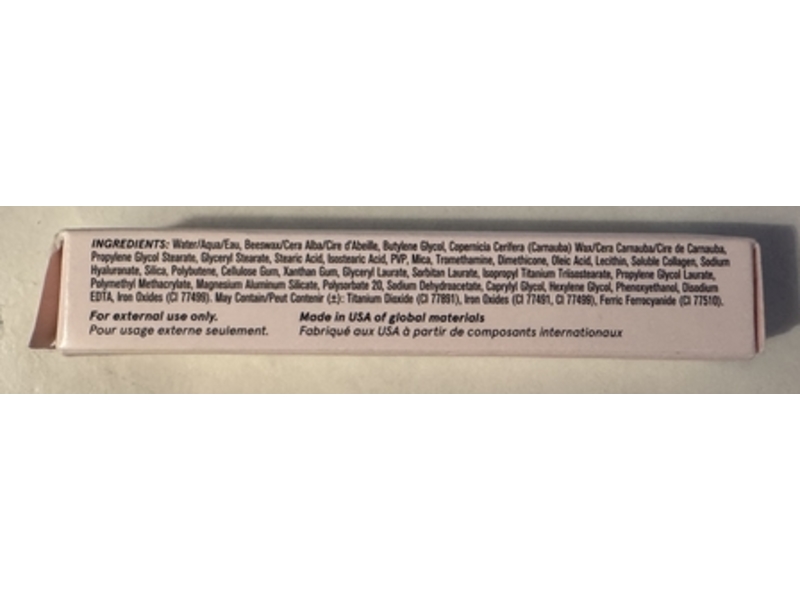 INGREDIENTS: Water/Aqua/Eau, Beeswax/Cera Alba/Cire d'Abeille, Butylene Glycol, Copernicia Cerifera (Carnauba) Wax/Cera Carnauba/Cire de Carnauba,
Propylene Glycol Stearate, Glyceryl Stearate, Stearic Acid, Isostearic Acid, PVP, Mica, Tromethamine, Dimethicone, Oleic Acid, Lecithin, Soluble Collagen, Sodium
Hyaluronate, Silica, Polybutene, Cellulose Gum, Xanthan Gum, Glyceryl Laurate, Sorbitan Laurate, Isopropyl Titanium Triisostearate, Propylene Glycol Laurate,
Polymethyl Methacrylate, Magnesium Aluminum Silicate, Polysorbate 20, Sodium Dehydroacetate, Caprylyl Glycol, Hexylene Glycol, Phenoxyethanol, Disodium
EDTA, Iron Oxides (CI 77499). May Contain/Peut Contenir (±): Titanium Dioxide (CI 77891), Iron Oxides (CI 77491, CI 77499), Ferric Ferrocyanide (CI 77510).
For external use only. Made in USA of global materials
Pour usage externe seulement. Fabriqué aux USA à partir de composants internationaux